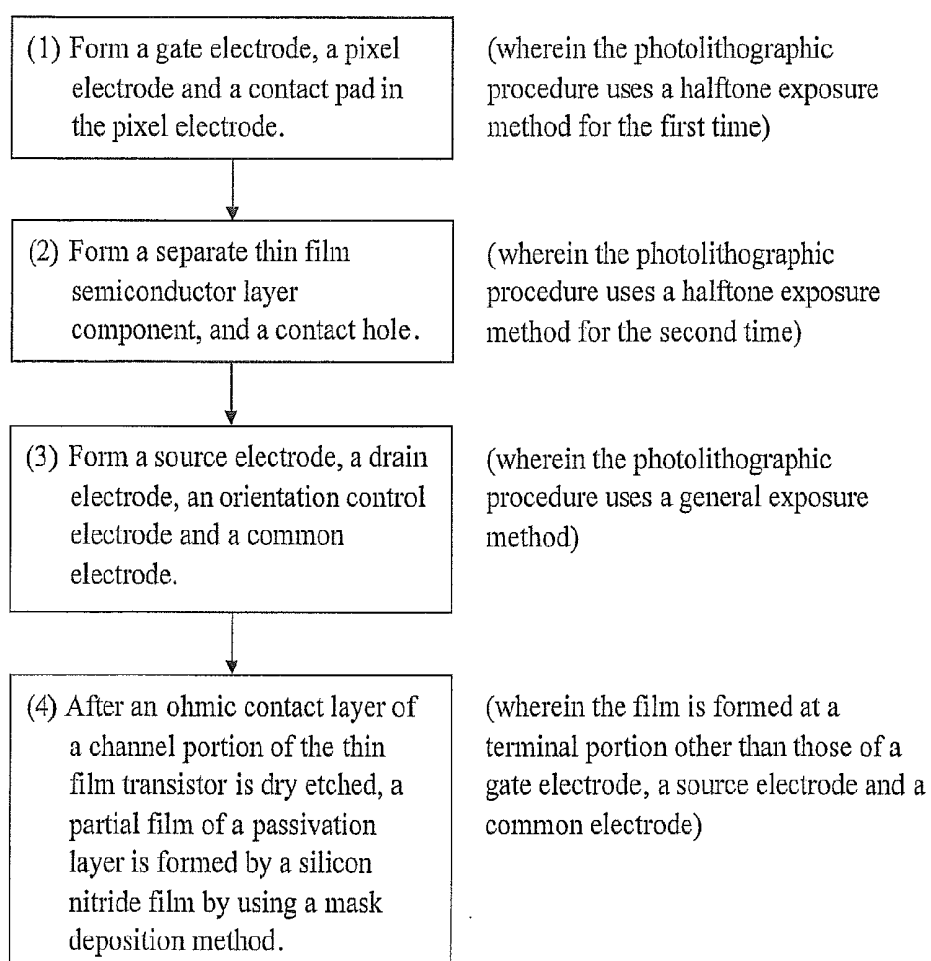 (1) Form a gate electrode, a pixel
electrode and a contact pad in
the pixel electrode.
(wherein the photolithographic
procedure uses a halftone exposure
method for the first time)
(2) Form a separate thin film
semiconductor layer
component, and a contact hole.
(wherein the photolithographic
procedure uses a halftone exposure
method for the second time)
(3) Form a source electrode, a drain
electrode, an orientation control
electrode and a common
electrode.
(wherein the photolithographic
procedure uses a general exposure
method)
(4) After an ohmic contact layer of
a channel portion of the thin
film transistor is dry etched, a
partial film of a passivation
layer is formed by a silicon
nitride film by using a mask
deposition method.
(wherein the film is formed at a
terminal portion other than those of a
gate electrode, a source electrode and a
common electrode)